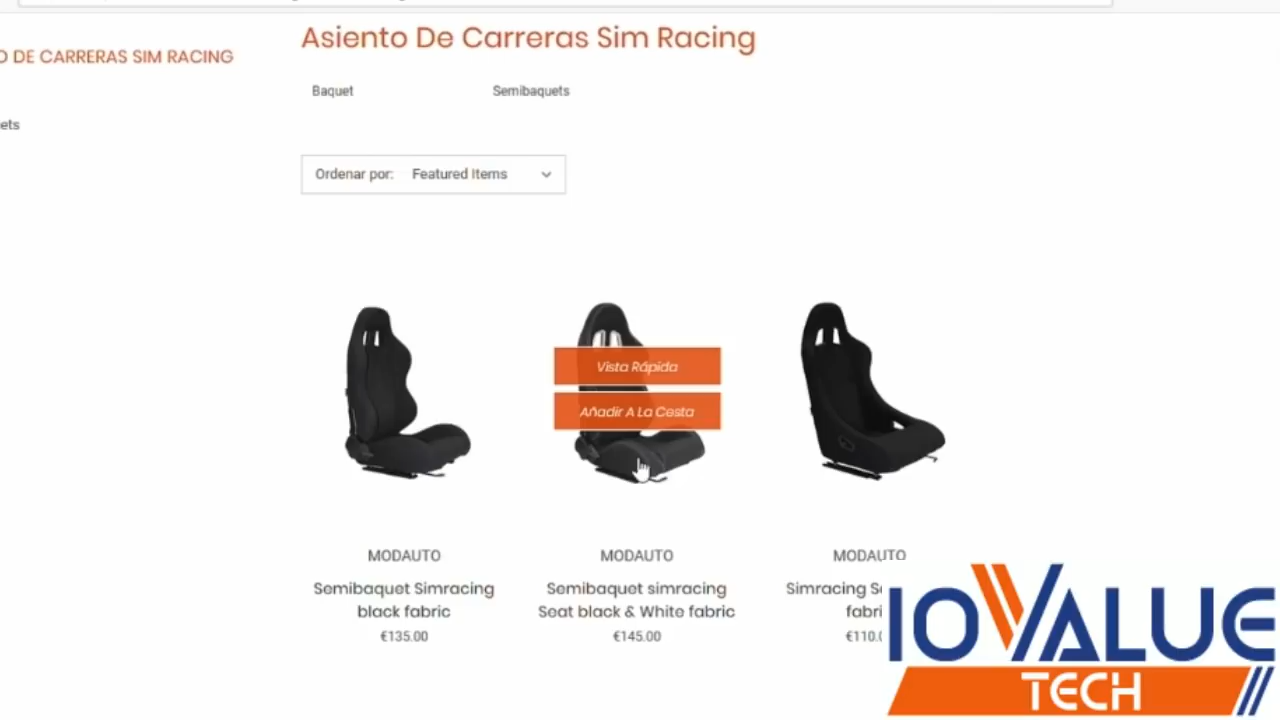 Asiento De Carreras Sim Racing
O DE CARRERAS SIM RACING
Baquet
Semibaquets
ets
Ordenar por: Featured Items
Vista Rápida
Añadir A La Cesta
MODAUTO
Semibaquet Simracing
black fabric
€135.00
MODAUTO
Semibaquet simracing
Seat black & White fabric
€145.00
MODAUTO
Simracing
€110.
IOVALUE
TECH